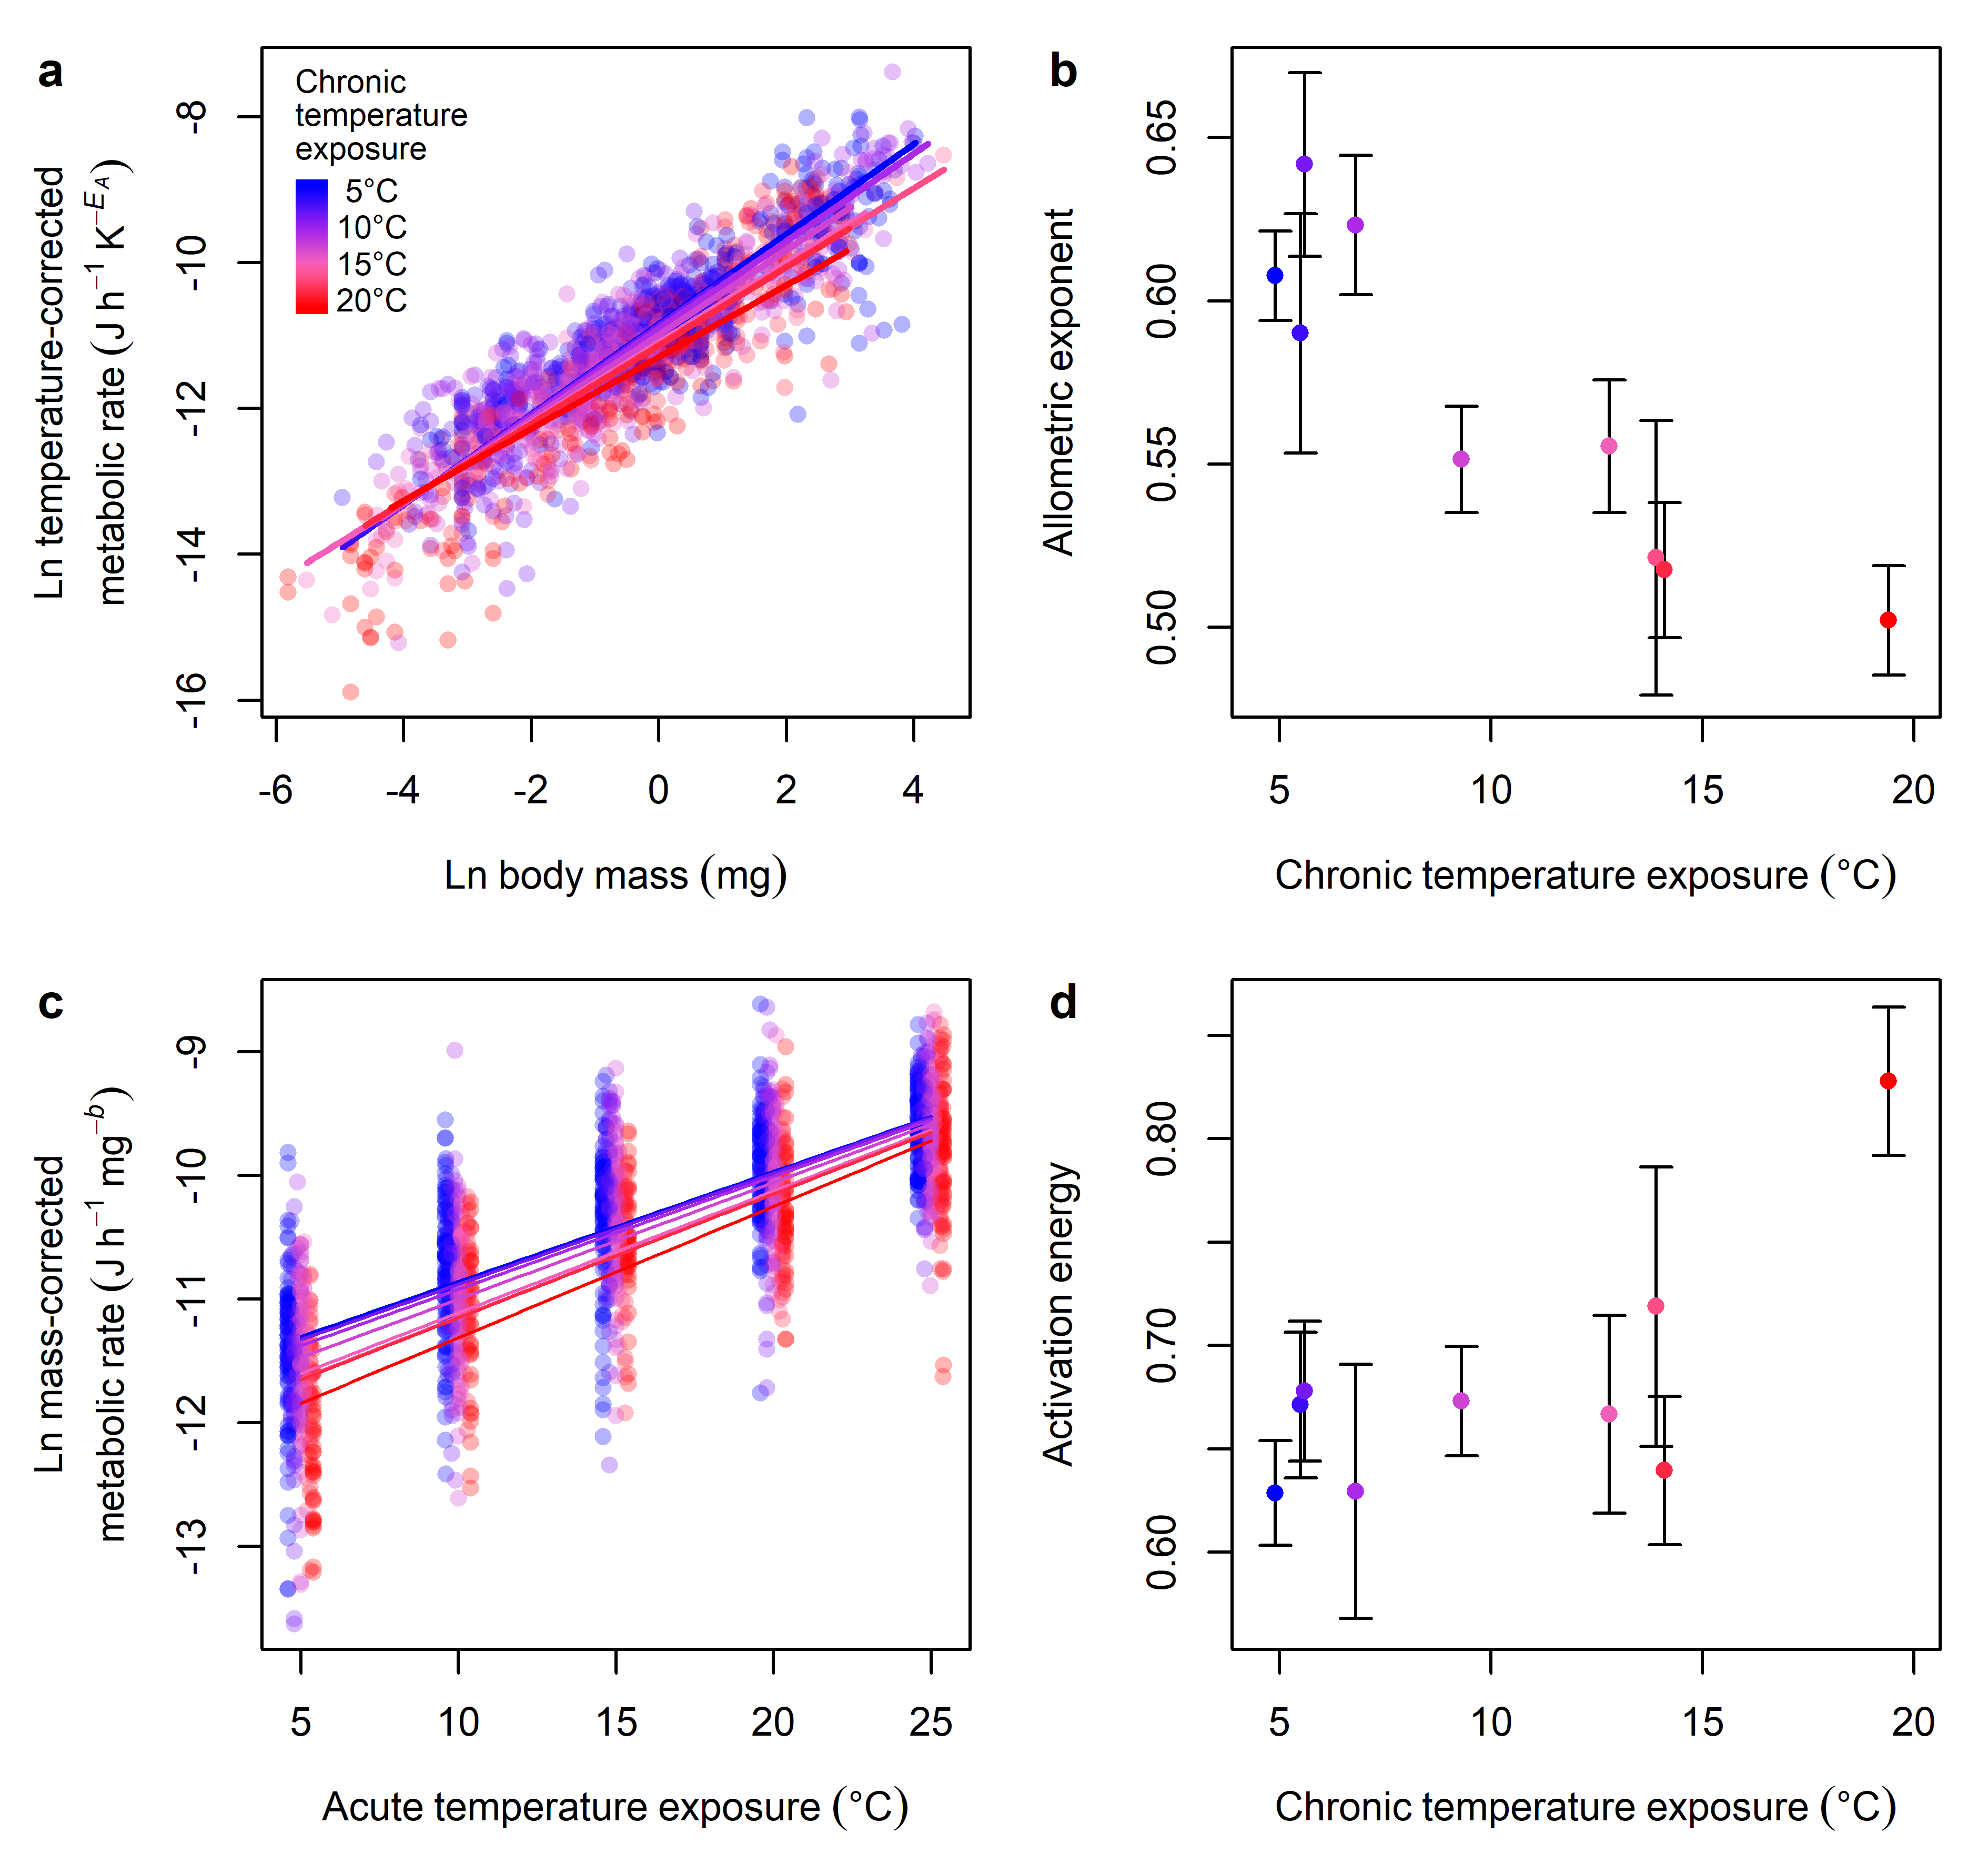 a
Ln temperature-corrected
metabolic rate (J h⁻¹ K⁻ᴱᴬ)
-8
-10
-12
-14
-16
Chronic
temperature
exposure
5°C
10°C
15°C
20°C
-6 -4 -2 0 2 4
Ln body mass (mg)
b
Allometric exponent
0.65
0.60
0.55
0.50
5 10 15 20
Chronic temperature exposure (°C)
c
Ln mass-corrected
metabolic rate (J h⁻¹ mg⁻ᵇ)
-9
-10
-11
-12
-13
5 10 15 20 25
Acute temperature exposure (°C)
d
Activation energy
0.80
0.70
0.60
5 10 15 20
Chronic temperature exposure (°C)